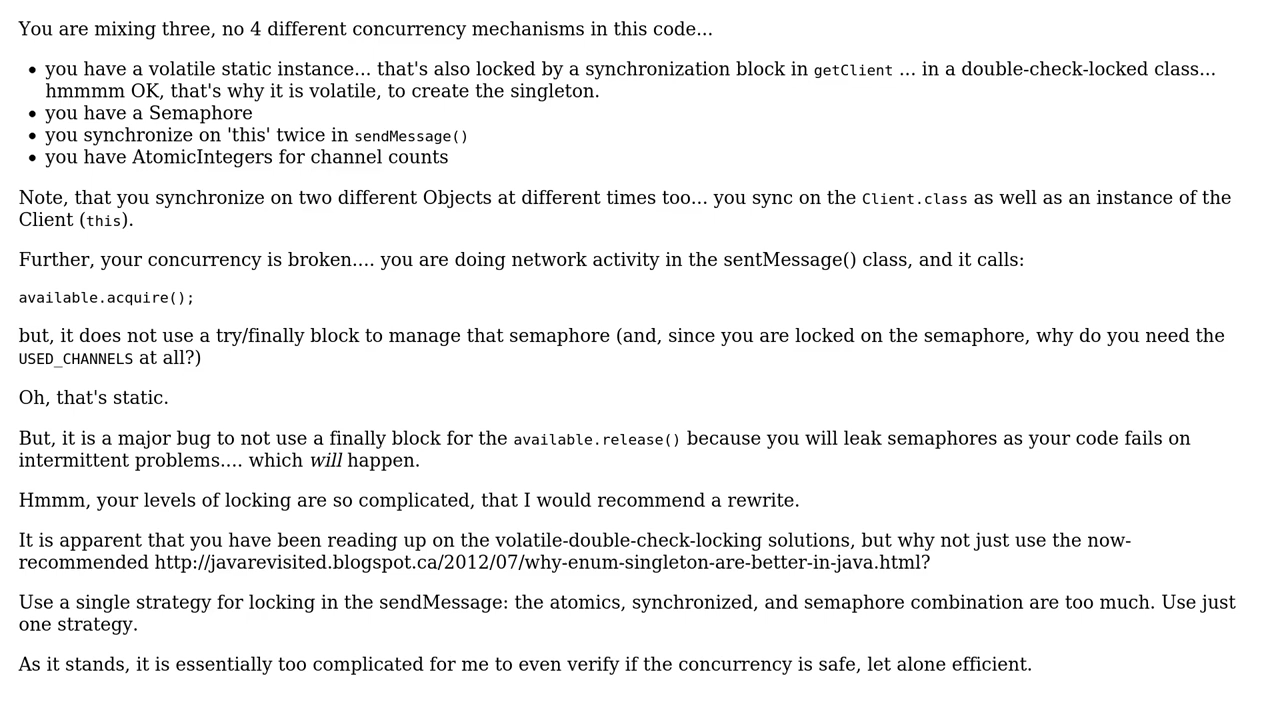 You are mixing three, no 4 different concurrency mechanisms in this code...
• you have a volatile static instance... that's also locked by a synchronization block in getClient ... in a double-check-locked class...
hmmmm OK, that's why it is volatile, to create the singleton.
• you have a Semaphore
• you synchronize on 'this' twice in sendMessage()
• you have AtomicIntegers for channel counts
Note, that you synchronize on two different Objects at different times too... you sync on the Client.class as well as an instance of the
Client (this).
Further, your concurrency is broken.... you are doing network activity in the sentMessage() class, and it calls:
available.acquire();
but, it does not use a try/finally block to manage that semaphore (and, since you are locked on the semaphore, why do you need the
USED_CHANNELS at all?)
Oh, that's static.
But, it is a major bug to not use a finally block for the available.release() because you will leak semaphores as your code fails on
intermittent problems.... which will happen.
Hmmm, your levels of locking are so complicated, that I would recommend a rewrite.
It is apparent that you have been reading up on the volatile-double-check-locking solutions, but why not just use the now-
recommended http://javarevisited.blogspot.ca/2012/07/why-enum-singleton-are-better-in-java.html?
Use a single strategy for locking in the sendMessage: the atomics, synchronized, and semaphore combination are too much. Use just
one strategy.
As it stands, it is essentially too complicated for me to even verify if the concurrency is safe, let alone efficient.